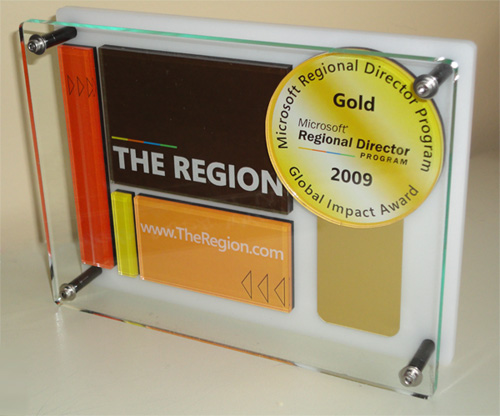 THE REGION
www.TheRegion.com
Microsoft Regional Director Program
Gold
Microsoft®
Regional Director
PROGRAM
2009
Global Impact Award